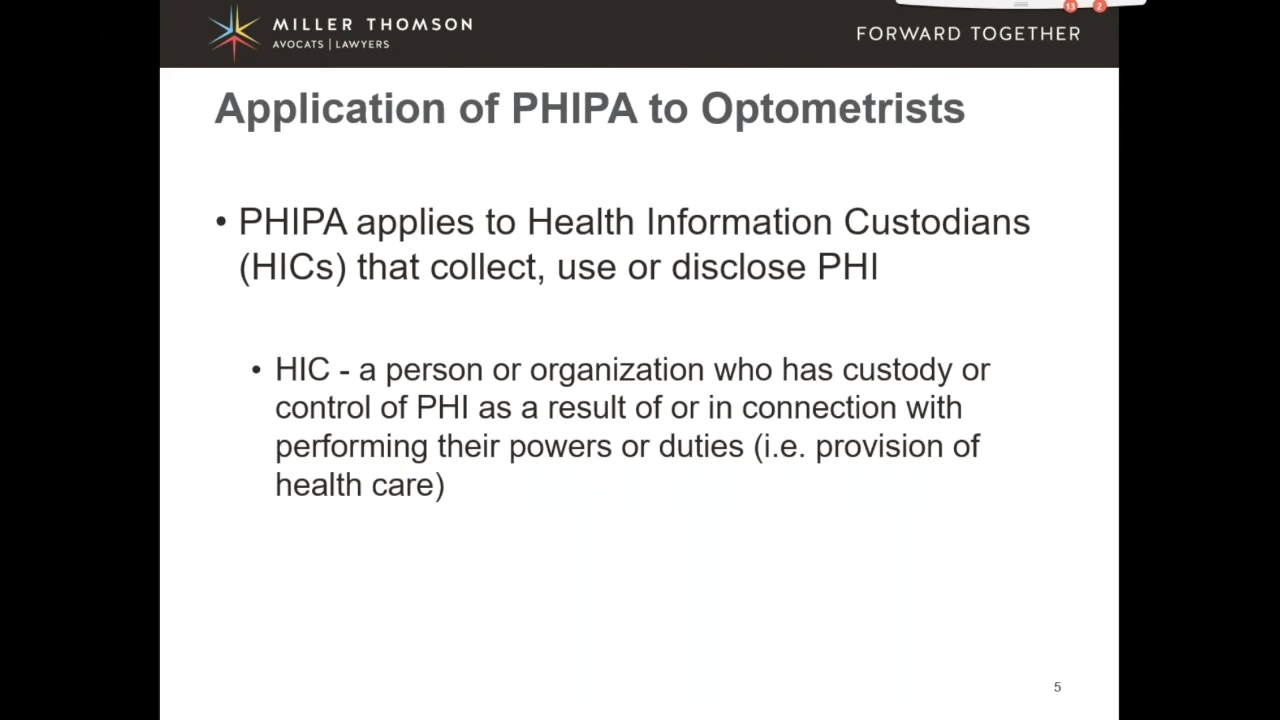 MILLER THOMSON
AVOCATS | LAWYERS
FORWARD TOGETHER
13
2
Application of PHIPA to Optometrists
• PHIPA applies to Health Information Custodians
(HICs) that collect, use or disclose PHI
• HIC - a person or organization who has custody or
control of PHI as a result of or in connection with
performing their powers or duties (i.e. provision of
health care)
5